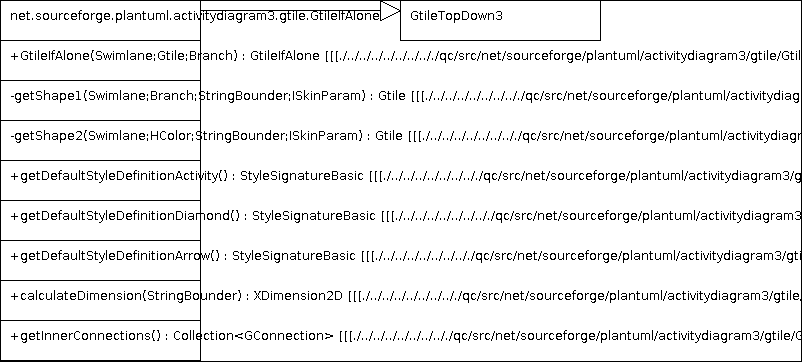 net.sourceforge.plantuml.activitydiagram3.gtile.GtileIfAlone
GtileTopDown3
+GtileIfAlone(Swimlane;Gtile;Branch) : GtileIfAlone [[[./../../../../../../../qc/src/net/sourceforge/plantuml/activitydiagram3/gtile/Gtil
-getShape1(Swimlane;Branch;StringBounder;ISkinParam) : Gtile [[[./../../../../../../../qc/src/net/sourceforge/plantuml/activitydiag
-getShape2(Swimlane;HColor;StringBounder;ISkinParam) : Gtile [[[./../../../../../../../qc/src/net/sourceforge/plantuml/activitydiagr
+getDefaultStyleDefinitionActivity() : StyleSignatureBasic [[[./../../../../../../../qc/src/net/sourceforge/plantuml/activitydiagram3/g
+getDefaultStyleDefinitionDiamond() : StyleSignatureBasic [[[./../../../../../../../qc/src/net/sourceforge/plantuml/activitydiagram3
+getDefaultStyleDefinitionArrow() : StyleSignatureBasic [[[./../../../../../../../qc/src/net/sourceforge/plantuml/activitydiagram3/gti
+calculateDimension(StringBounder) : XDimension2D [[[./../../../../../../../qc/src/net/sourceforge/plantuml/activitydiagram3/gtile/
+getInnerConnections() : Collection<GConnection> [[[./../../../../../../../qc/src/net/sourceforge/plantuml/activitydiagram3/gtile/G